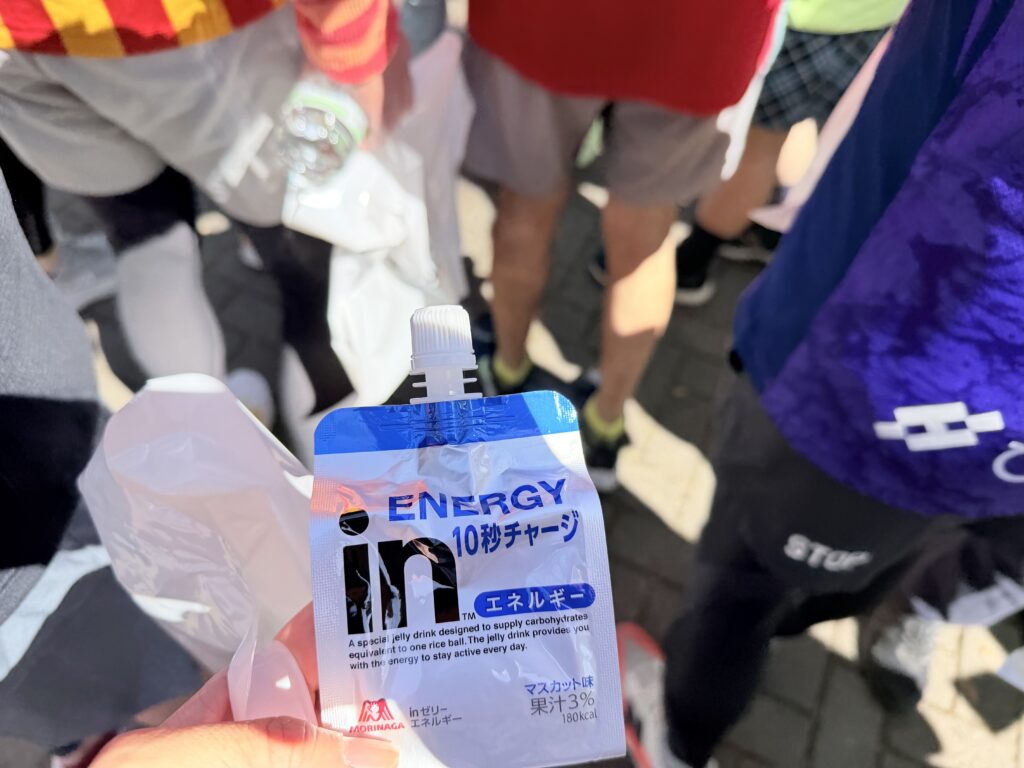 ENERGY
10秒チャージ
in™
エネルギー
A special jelly drink designed to supply carbohydrates
equivalent to one rice ball. The jelly drink provides you
with the energy to stay active every day.
マスカット味
果汁3%
180kcal
MORINAGA
inゼリー
エネルギー
STOP